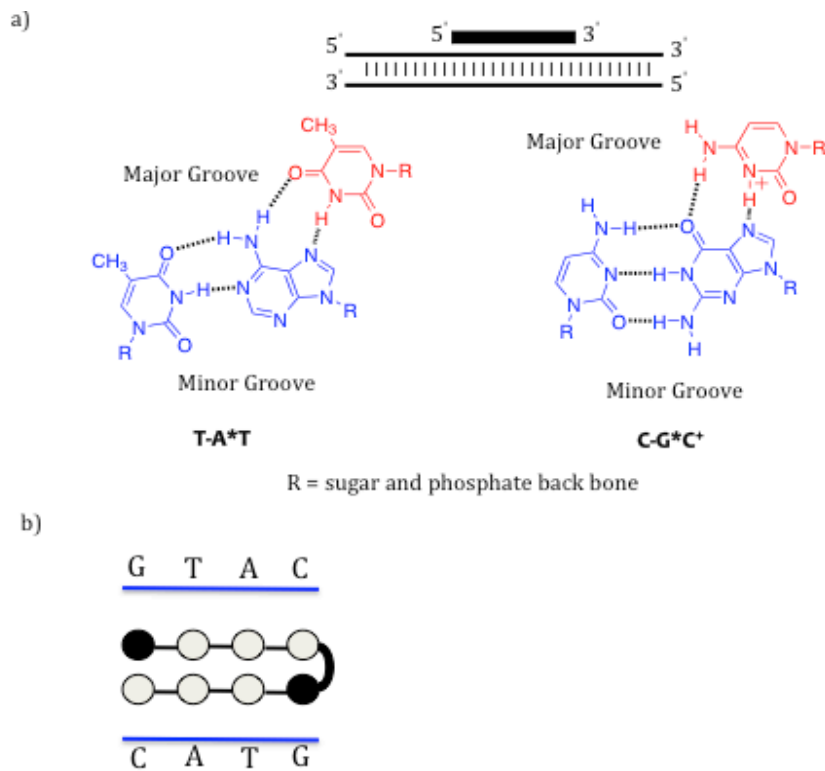 a)
5' 3'
5' 3'
3' 5'
Major Groove
CH₃
O
N
R
N
H
O
H
H
N
H
O
CH₃
N
H
N
N
N
N
R
N
R
O
Minor Groove
T-A*T
Major Groove
H
N
H
N
R
N
+
H
O
H
N
H
O
N
N
H
N
N
R
N
N
R
O
H
N
H
Minor Groove
C-G*C⁺
R = sugar and phosphate back bone
b)
G T A C
C A T G